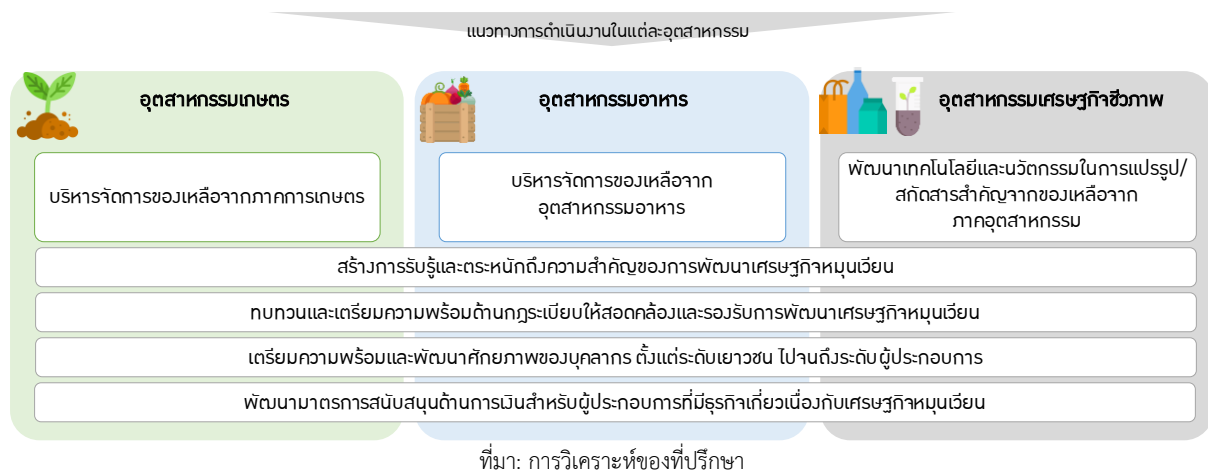 แนวทางการดำเนินงานในแต่ละอุตสาหกรรม
อุตสาหกรรมเกษตร
อุตสาหกรรมอาหาร
อุตสาหกรรมเศรษฐกิจชีวภาพ
บริหารจัดการของเหลือจากภาคการเกษตร
บริหารจัดการของเหลือจาก
อุตสาหกรรมอาหาร
พัฒนาเทคโนโลยีและนวัตกรรมในการแปรรูป/
สกัดสารสำคัญจากของเหลือจาก
ภาคอุตสาหกรรม
สร้างการรับรู้และตระหนักถึงความสำคัญของการพัฒนาเศรษฐกิจหมุนเวียน
ทบทวนและเตรียมความพร้อมด้านกฎระเบียบให้สอดคล้องและรองรับการพัฒนาเศรษฐกิจหมุนเวียน
เตรียมความพร้อมและพัฒนาศักยภาพของบุคลากร ตั้งแต่ระดับเยาวชน ไปจนถึงระดับผู้ประกอบการ
พัฒนามาตรการสนับสนุนด้านการเงินสำหรับผู้ประกอบการที่มีธุรกิจเกี่ยวเนื่องกับเศรษฐกิจหมุนเวียน
ที่มา: การวิเคราะห์ของที่ปรึกษา